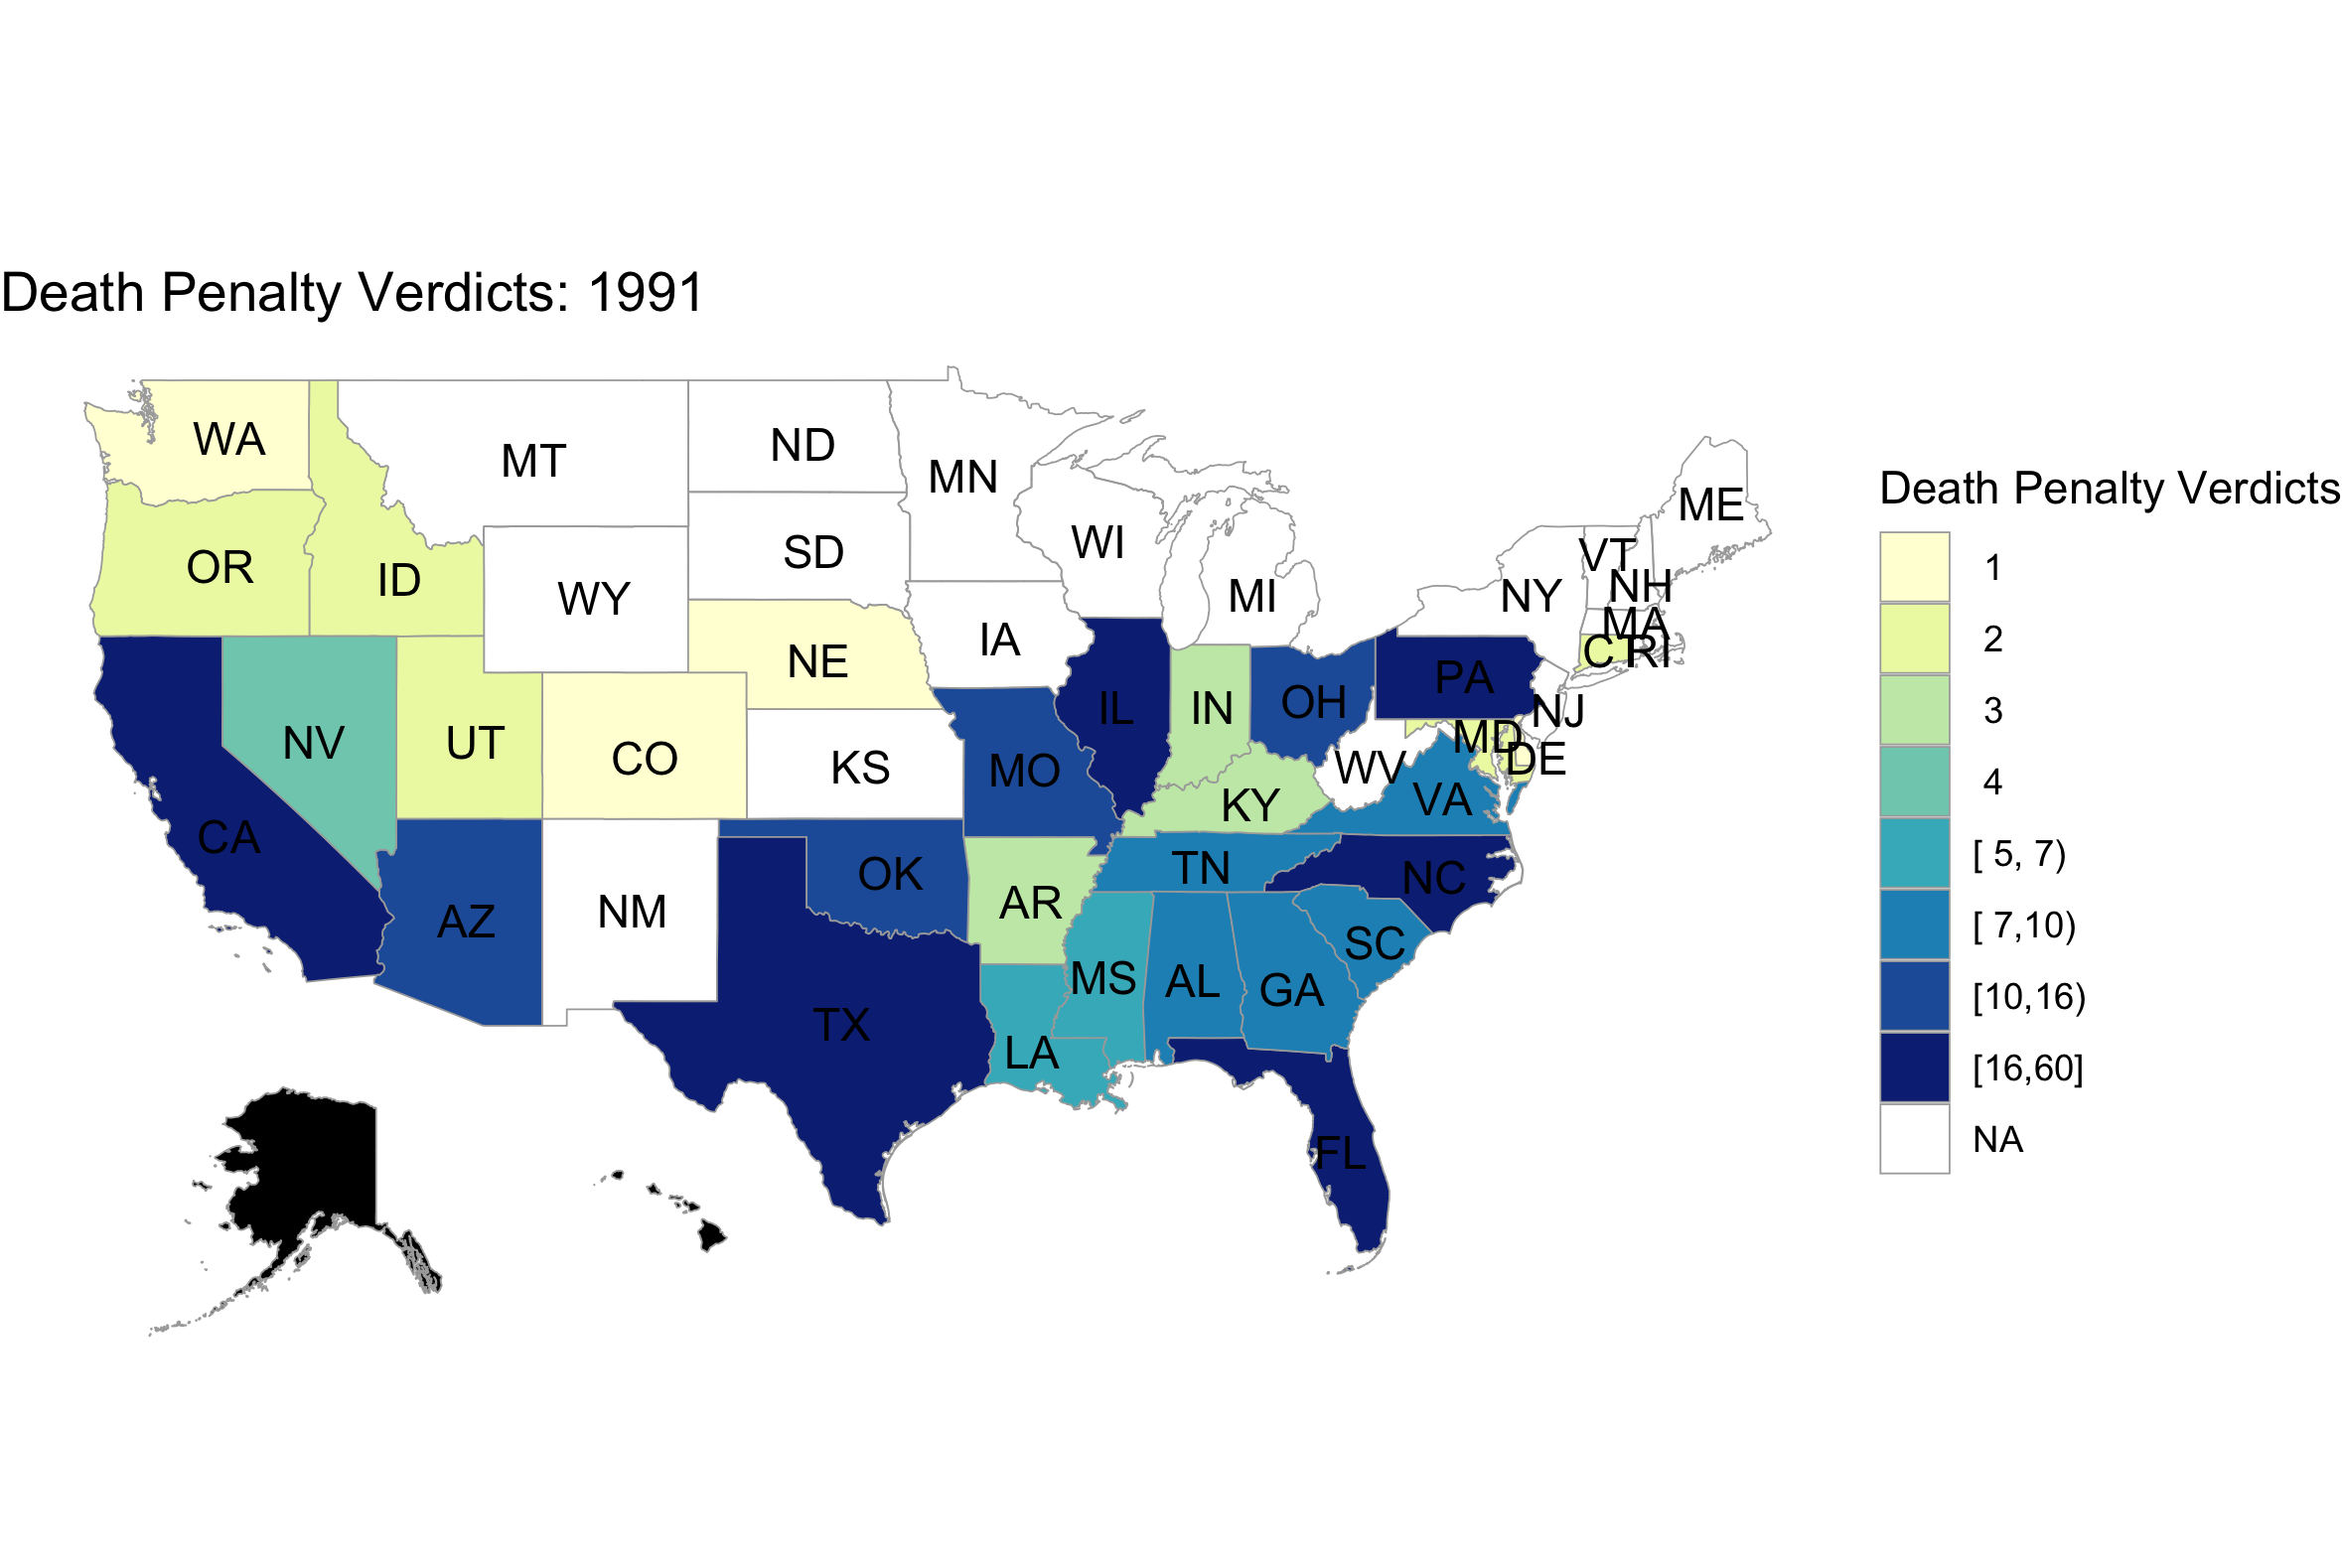 Death Penalty Verdicts: 1991
WA
MT
ND
MN
ME
OR
ID
SD
WI
VT
WY
MI
NY
NH
NE
IA
MA
CT
RI
NV
UT
CO
KS
MO
IL
IN
OH
PA
NJ
MD
DE
WV
VA
KY
CA
AZ
NM
OK
AR
TN
NC
SC
MS
AL
GA
TX
LA
FL
Death Penalty Verdicts
1
2
3
4
[ 5, 7)
[ 7,10)
[10,16)
[16,60]
NA